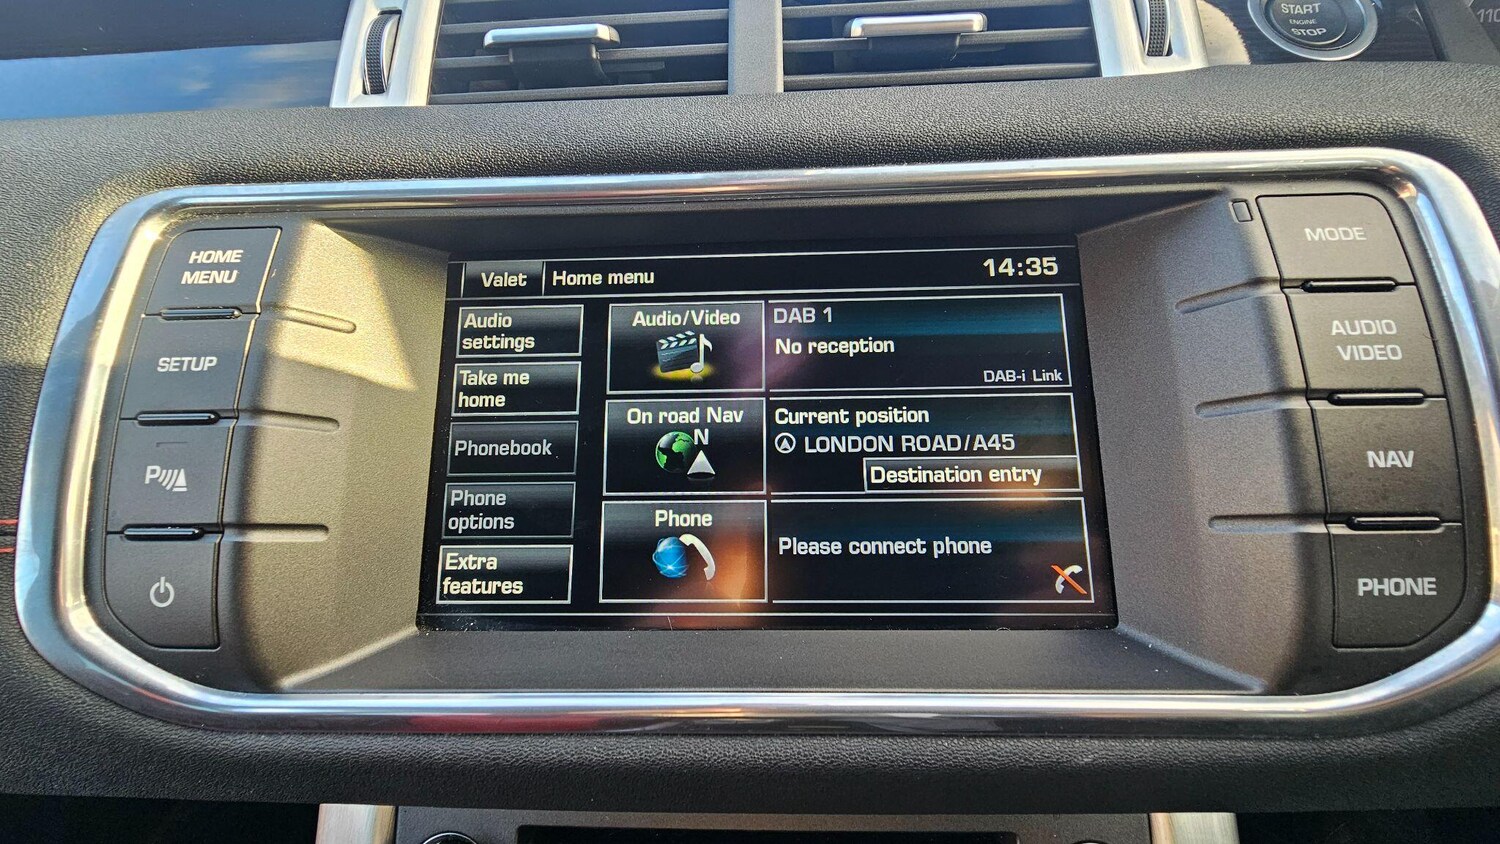 START
ENGINE
STOP
110
HOME
MENU
SETUP
P
Valet
Home menu
14:35
Audio
settings
Take me
home
Phonebook
Phone
options
Extra
features
Audio/Video
DAB 1
No reception
DAB-i Link
On road Nav
N
Current position
LONDON ROAD/A45
Destination entry
Phone
Please connect phone
MODE
AUDIO
VIDEO
NAV
PHONE